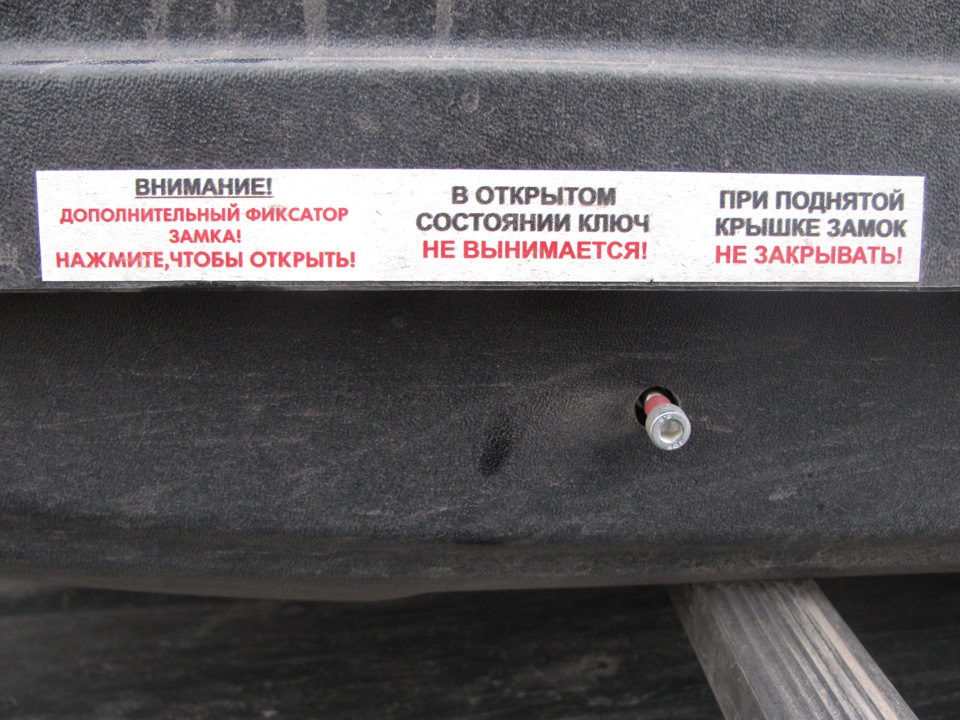 ВНИМАНИЕ!
ДОПОЛНИТЕЛЬНЫЙ ФИКСАТОР
ЗАМКА!
НАЖМИТЕ,ЧТОБЫ ОТКРЫТЬ!
В ОТКРЫТОМ
СОСТОЯНИИ КЛЮЧ
НЕ ВЫНИМАЕТСЯ!
ПРИ ПОДНЯТОЙ
КРЫШКЕ ЗАМОК
НЕ ЗАКРЫВАТЬ!